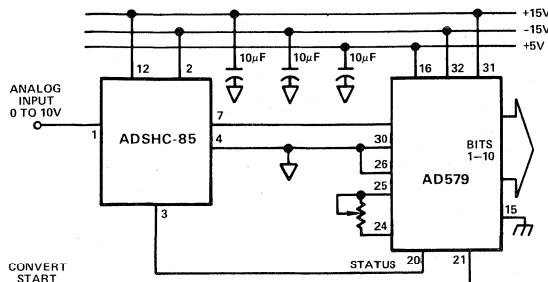 +15V
-15V
+5V
10μF 10μF 10μF
12 2 16 32 31
ANALOG
INPUT
0 TO 10V
1
ADSHC-85
7
4
30
26
25
24
BITS
1–10
AD579
15
3
STATUS 20 21
CONVERT
START